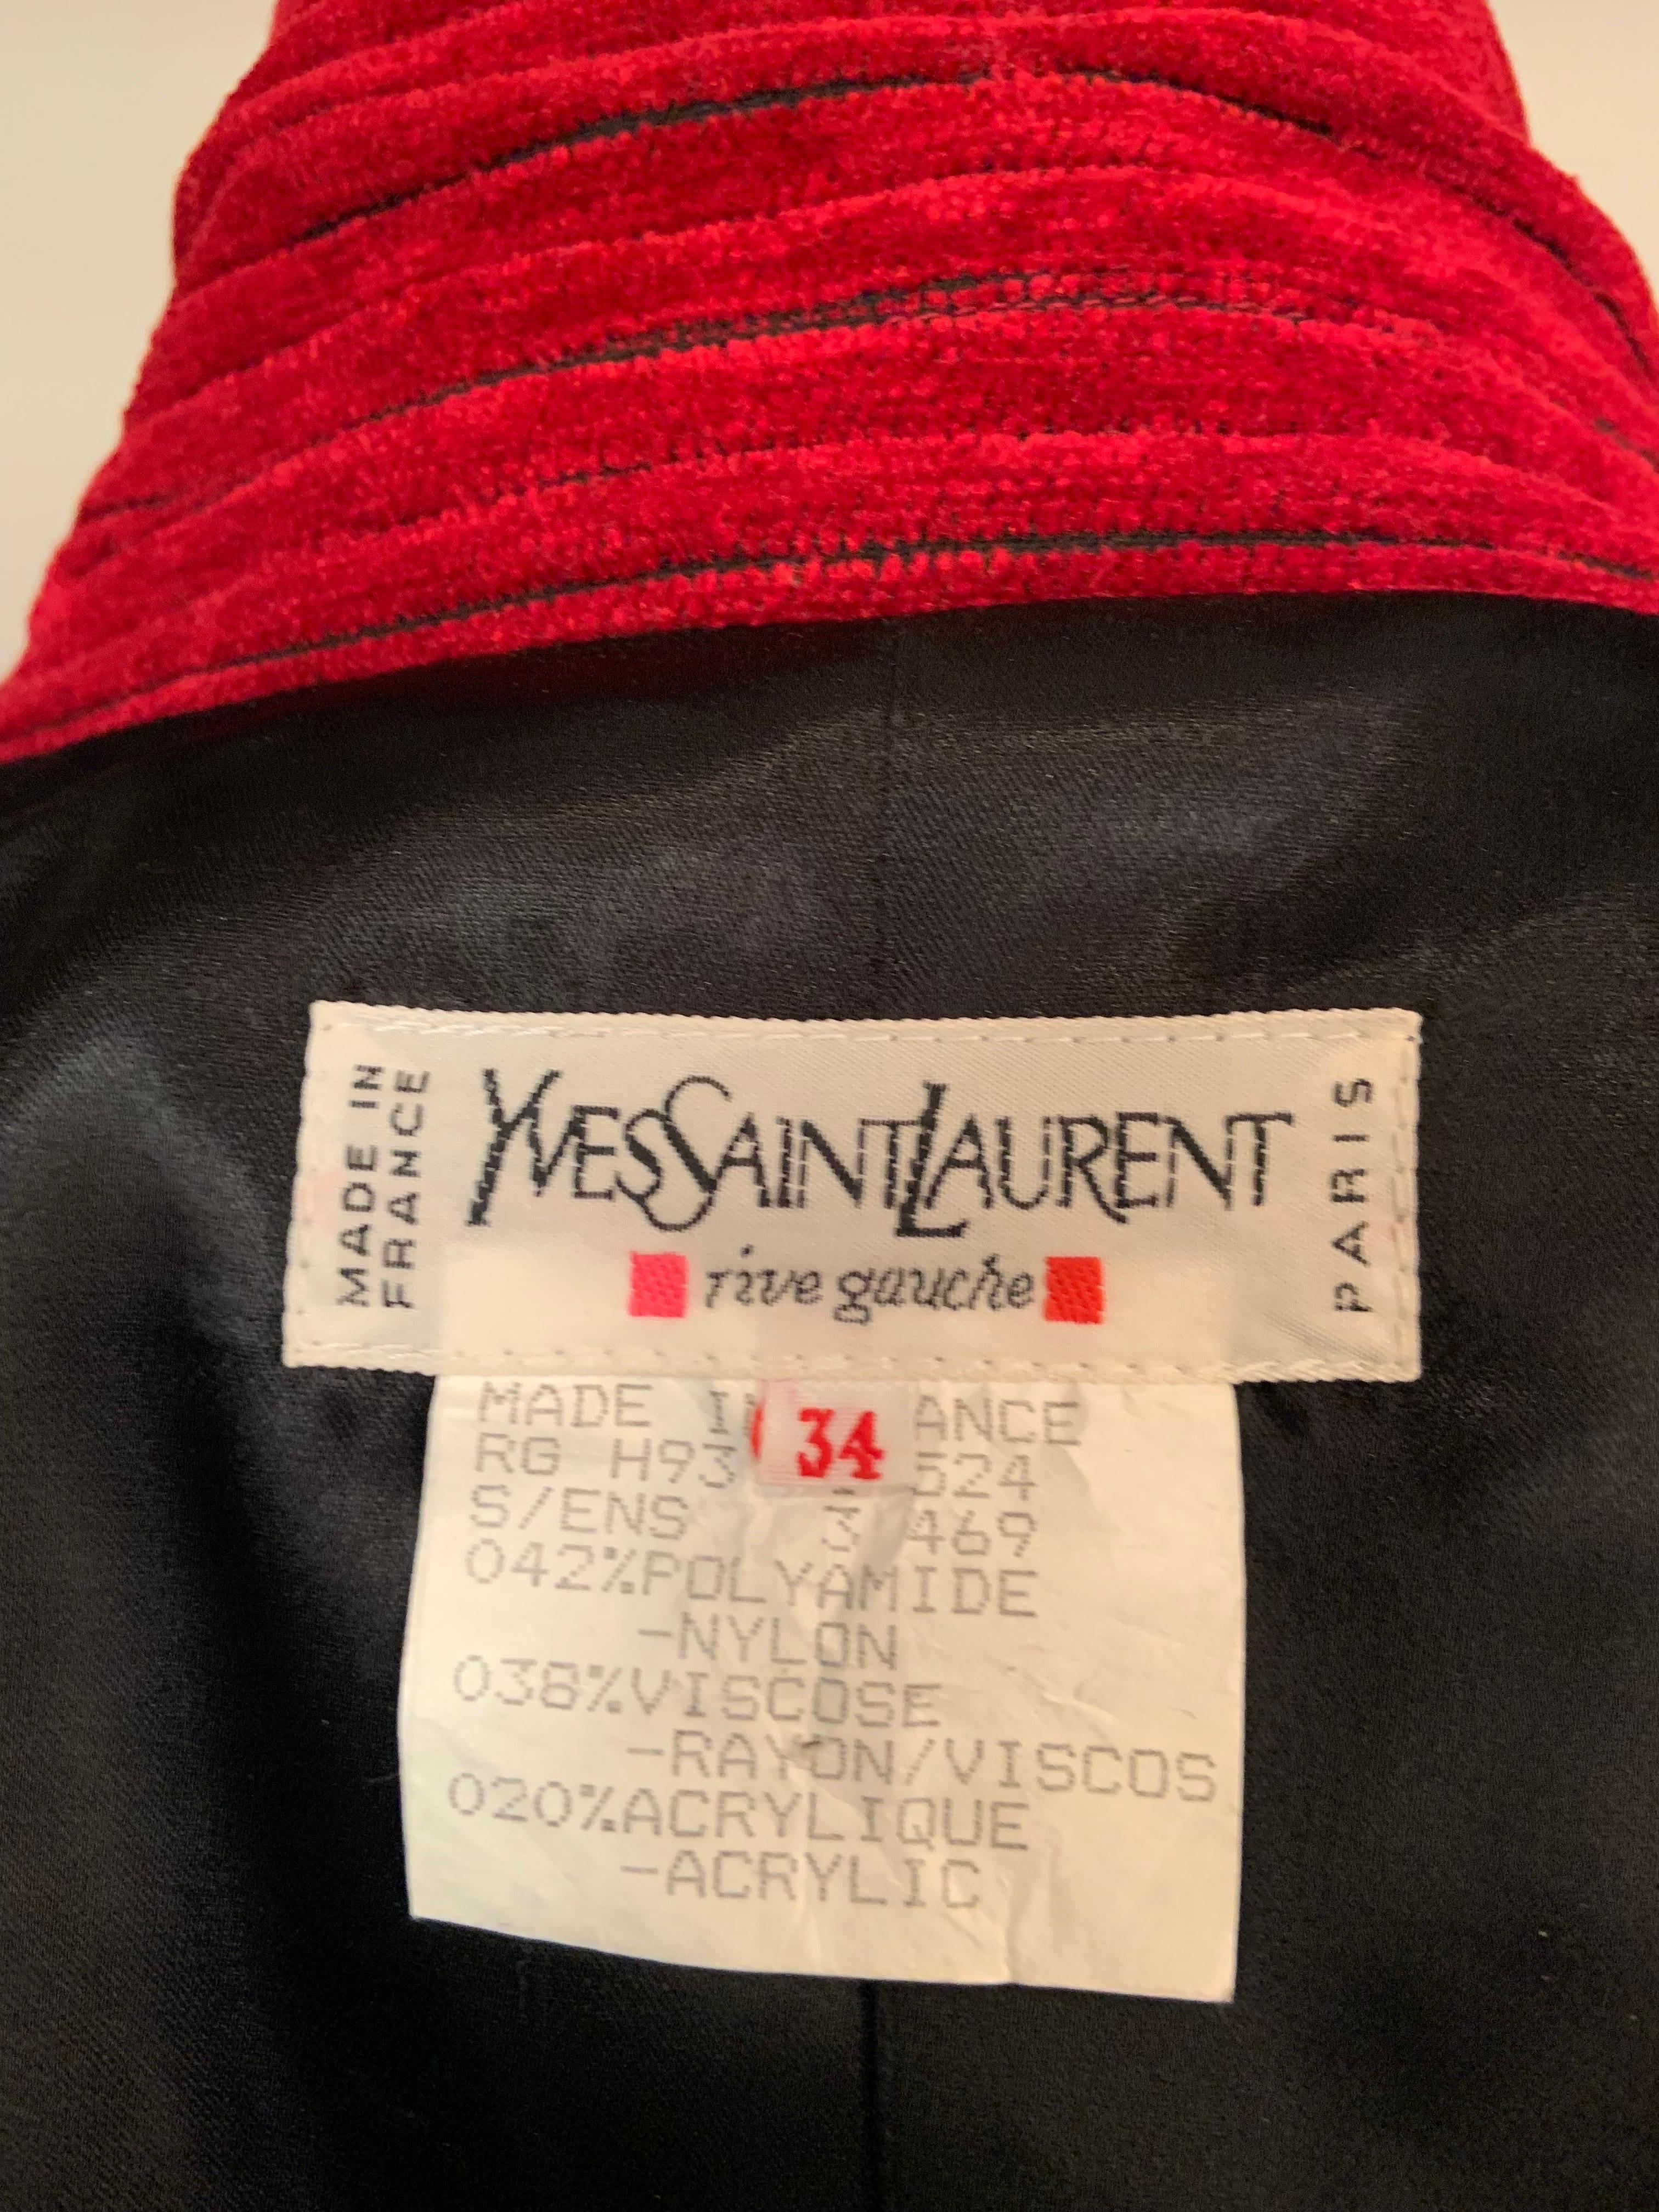 MADE IN
FRANCE
YVES SAINT LAURENT
rive gauche
PARIS
34
MADE
RG H93 524
S/ENS 3 469
042%POLYAMIDE
-NYLON
038%VISCOSE
-RAYON/VISCOS
020%ACRYLIQUE
-ACRYLIC